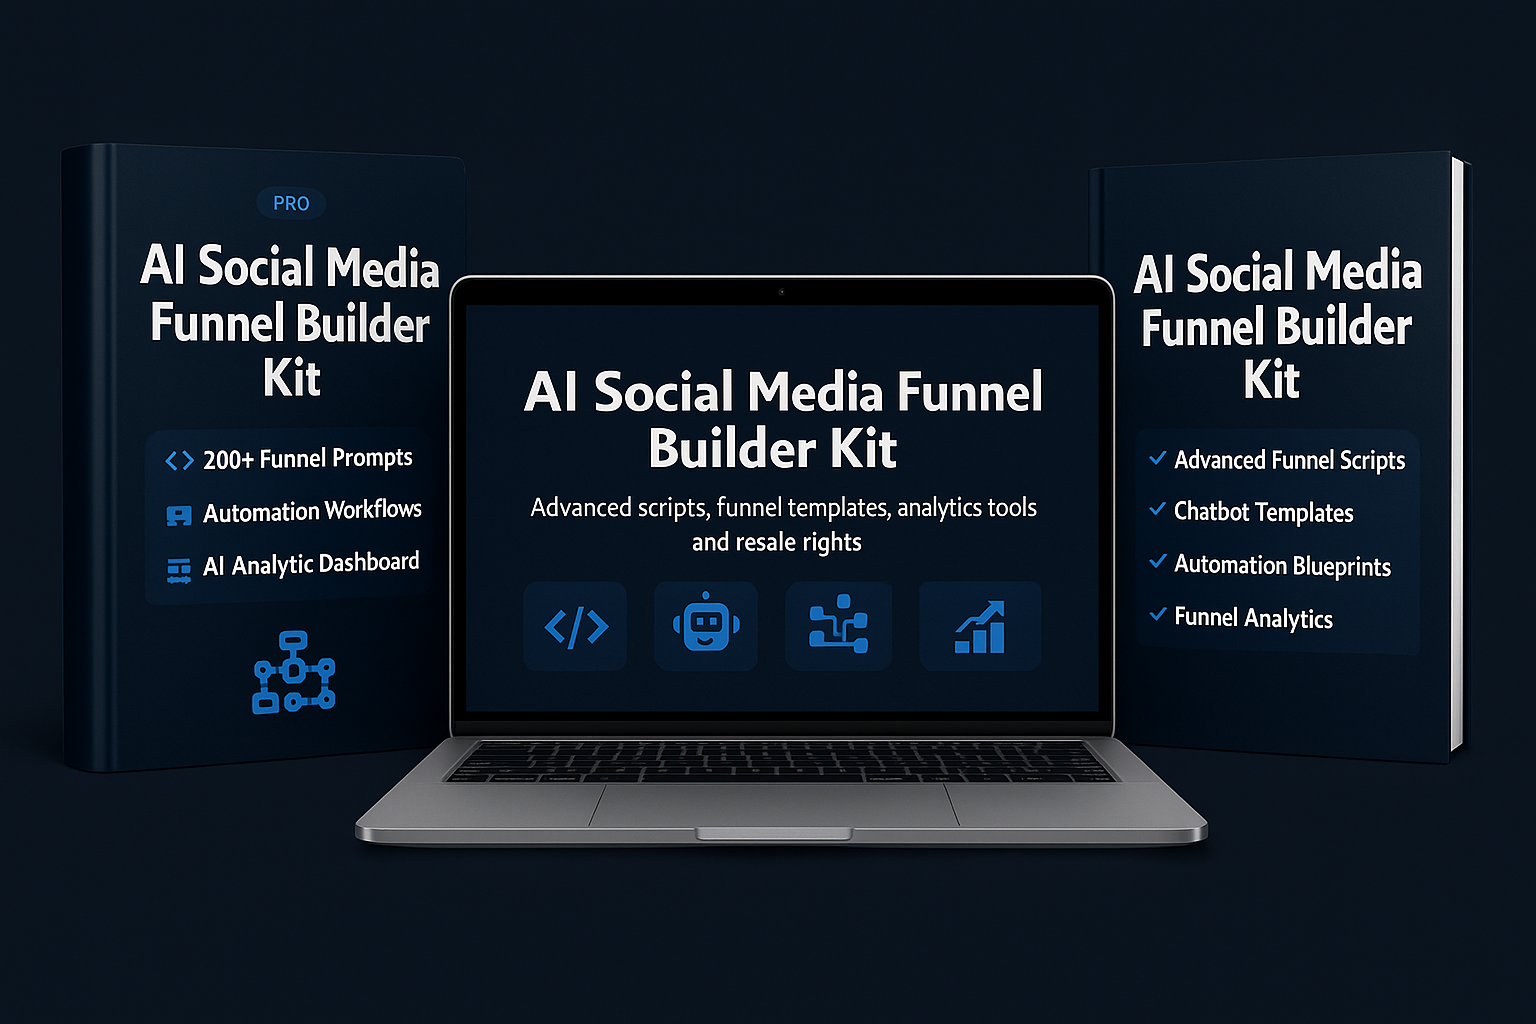 PRO
AI Social Media
Funnel Builder
Kit
200+ Funnel Prompts
Automation Workflows
AI Analytic Dashboard
AI Social Media Funnel
Builder Kit
Advanced scripts, funnel templates, analytics tools
and resale rights
AI Social Media
Funnel Builder
Kit
Advanced Funnel Scripts
Chatbot Templates
Automation Blueprints
Funnel Analytics